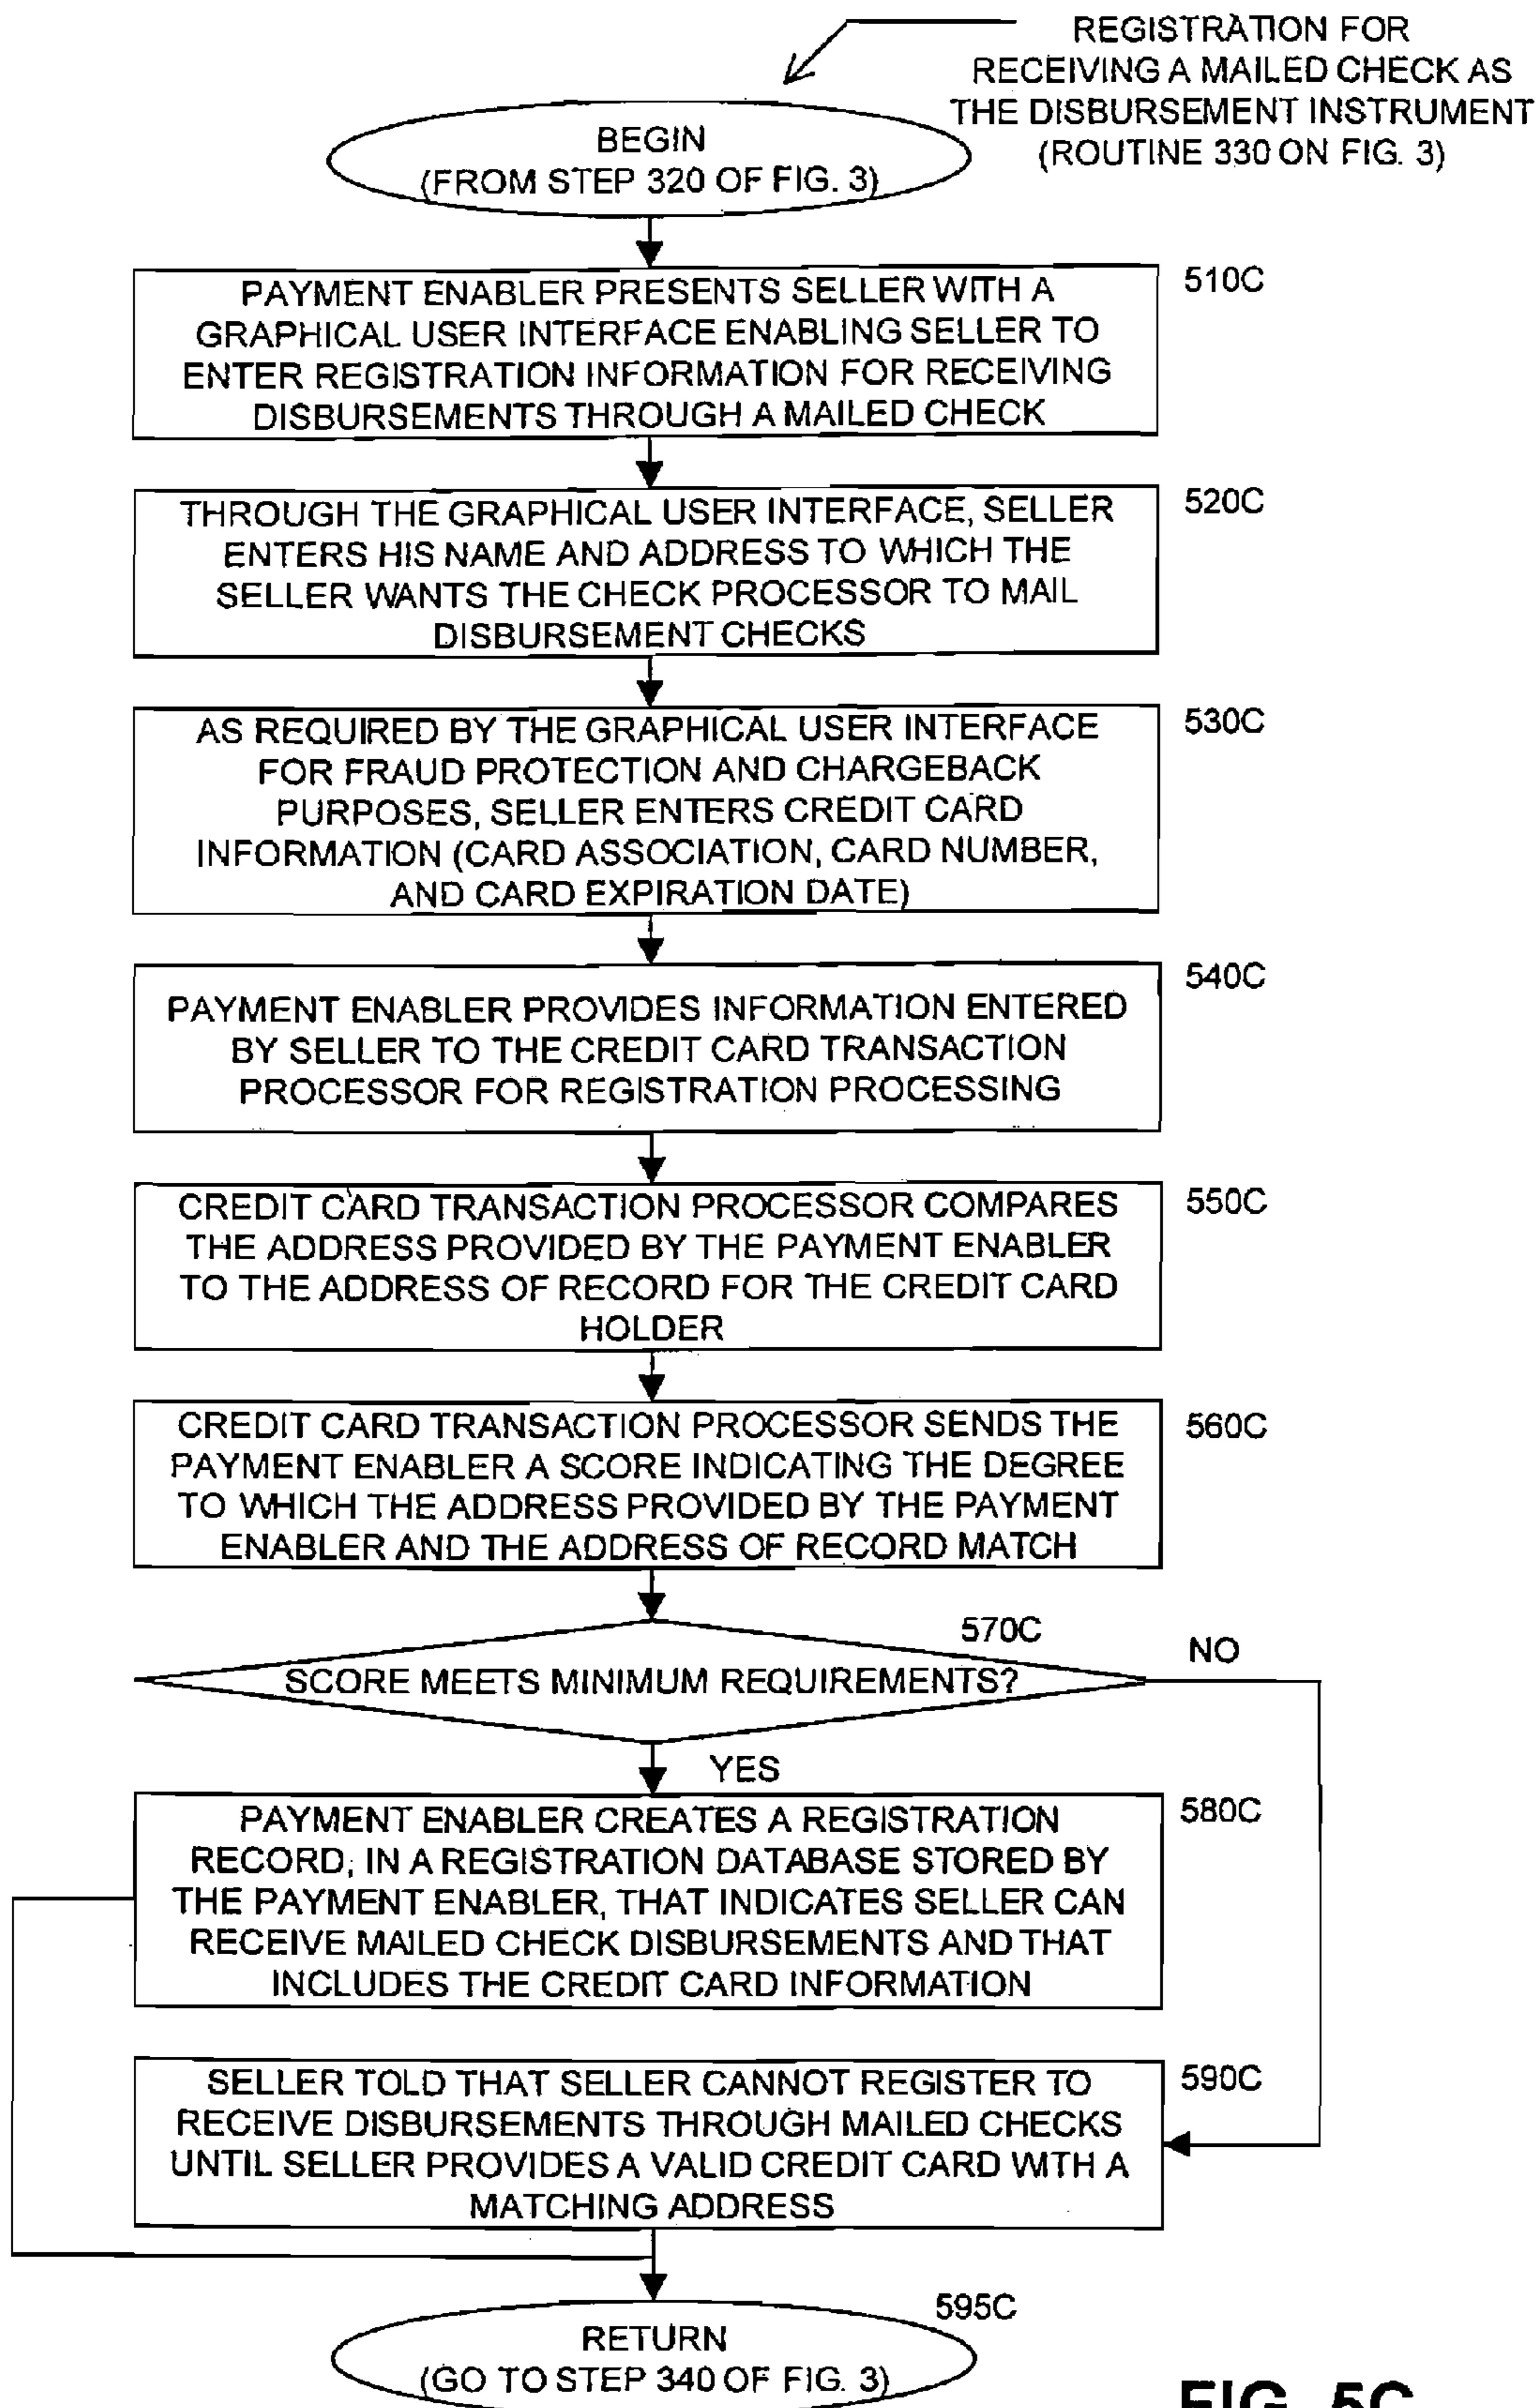 REGISTRATION FOR
RECEIVING A MAILED CHECK AS
THE DISBURSEMENT INSTRUMENT
(ROUTINE 330 ON FIG. 3)
BEGIN
(FROM STEP 320 OF FIG. 3)
510C
PAYMENT ENABLER PRESENTS SELLER WITH A
GRAPHICAL USER INTERFACE ENABLING SELLER TO
ENTER REGISTRATION INFORMATION FOR RECEIVING
DISBURSEMENTS THROUGH A MAILED CHECK
520C
THROUGH THE GRAPHICAL USER INTERFACE, SELLER
ENTERS HIS NAME AND ADDRESS TO WHICH THE
SELLER WANTS THE CHECK PROCESSOR TO MAIL
DISBURSEMENT CHECKS
530C
AS REQUIRED BY THE GRAPHICAL USER INTERFACE
FOR FRAUD PROTECTION AND CHARGEBACK
PURPOSES, SELLER ENTERS CREDIT CARD
INFORMATION (CARD ASSOCIATION, CARD NUMBER,
AND CARD EXPIRATION DATE)
540C
PAYMENT ENABLER PROVIDES INFORMATION ENTERED
BY SELLER TO THE CREDIT CARD TRANSACTION
PROCESSOR FOR REGISTRATION PROCESSING
550C
CREDIT CARD TRANSACTION PROCESSOR COMPARES
THE ADDRESS PROVIDED BY THE PAYMENT ENABLER
TO THE ADDRESS OF RECORD FOR THE CREDIT CARD
HOLDER
560C
CREDIT CARD TRANSACTION PROCESSOR SENDS THE
PAYMENT ENABLER A SCORE INDICATING THE DEGREE
TO WHICH THE ADDRESS PROVIDED BY THE PAYMENT
ENABLER AND THE ADDRESS OF RECORD MATCH
570C
NO
SCORE MEETS MINIMUM REQUIREMENTS?
YES
580C
PAYMENT ENABLER CREATES A REGISTRATION
RECORD, IN A REGISTRATION DATABASE STORED BY
THE PAYMENT ENABLER, THAT INDICATES SELLER CAN
RECEIVE MAILED CHECK DISBURSEMENTS AND THAT
INCLUDES THE CREDIT CARD INFORMATION
590C
SELLER TOLD THAT SELLER CANNOT REGISTER TO
RECEIVE DISBURSEMENTS THROUGH MAILED CHECKS
UNTIL SELLER PROVIDES A VALID CREDIT CARD WITH A
MATCHING ADDRESS
595C
RETURN
(GO TO STEP 340 OF FIG. 3)
FIG. 5C